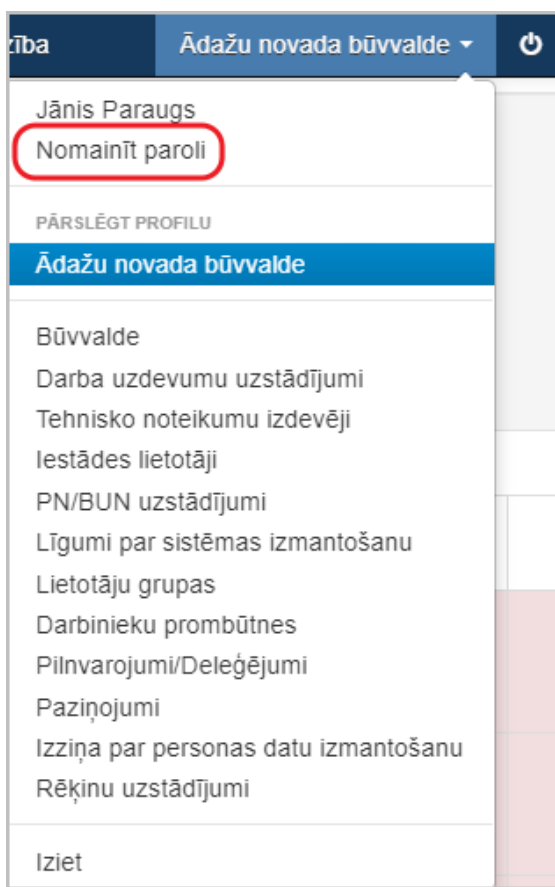 Ādažu novada būvvalde
Jānis Paraugs
Nomainīt paroli
PĀRSLĒGT PROFILU
Ādažu novada būvvalde
Būvvalde
Darba uzdevumu uzstādījumi
Tehnisko noteikumu izdevēji
Iestādes lietotāji
PN/BUN uzstādījumi
Līgumi par sistēmas izmantošanu
Lietotāju grupas
Darbinieku prombūtnes
Pilnvarojumi/Deleģējumi
Paziņojumi
Izziņa par personas datu izmantošanu
Rēķinu uzstādījumi
Iziet